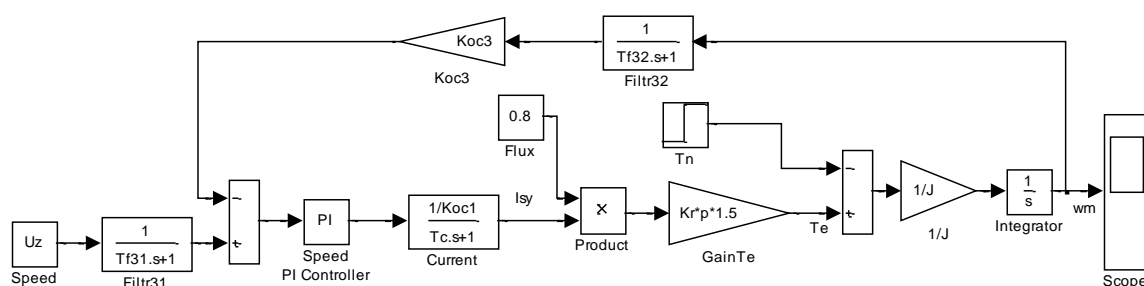 Koc3
Koc3
1
Tf32.s+1
Filtr32
0.8
Flux
Tn
Uz
Speed
1
Tf31.s+1
Filtr31
−
+
PI
Speed
PI Controller
1/Koc1
Tc.s+1
Current
Isy
×
Product
Kr*p*1.5
GainTe
Te
−
+
1/J
1/J
1
s
Integrator
wm
Scope